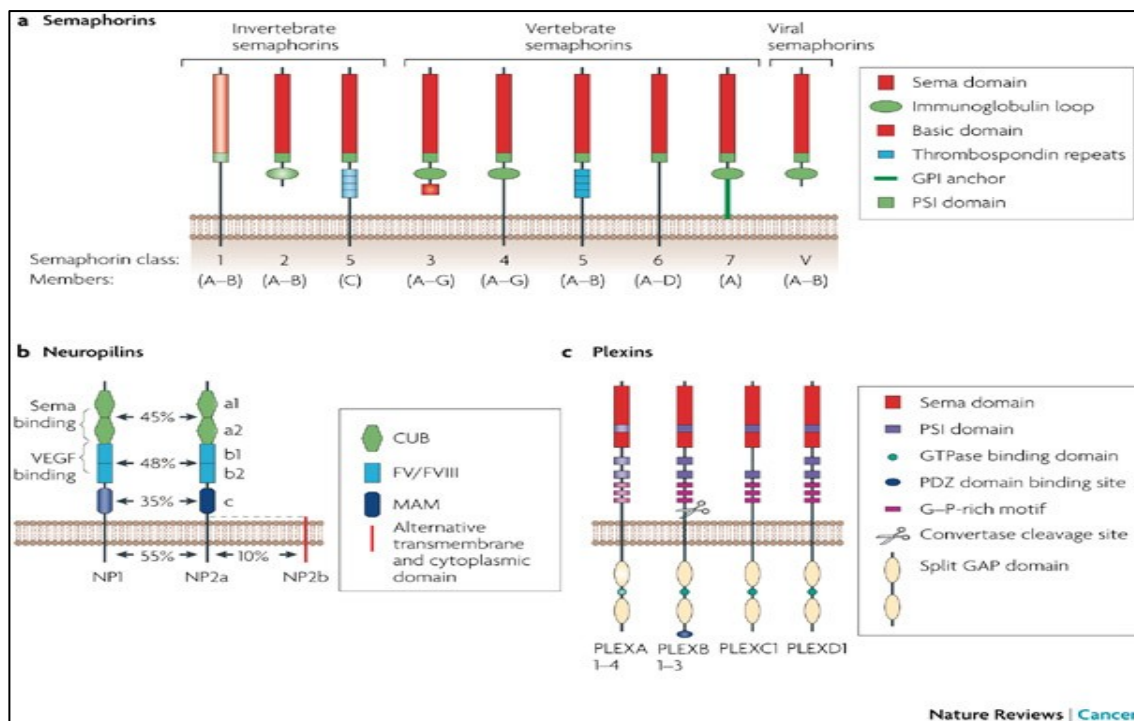 a Semaphorins
Invertebrate
semaphorins
Vertebrate
semaphorins
Viral
semaphorins
Sema domain
Immunoglobulin loop
Basic domain
Thrombospondin repeats
GPI anchor
PSI domain
Semaphorin class: 1 2 5 3 4 5 6 7 V
Members: (A–B) (A–B) (C) (A–G) (A–G) (A–B) (A–D) (A) (A–B)
b Neuropilins
Sema
binding
VEGF
binding
45%
48%
35%
55%
10%
a1
a2
b1
b2
c
NP1 NP2a NP2b
CUB
FV/FVIII
MAM
Alternative
transmembrane
and cytoplasmic
domain
c Plexins
Sema domain
PSI domain
GTPase binding domain
PDZ domain binding site
G–P-rich motif
Convertase cleavage site
Split GAP domain
PLEXA PLEXB PLEXC1 PLEXD1
1–4 1–3
Nature Reviews | Cancer